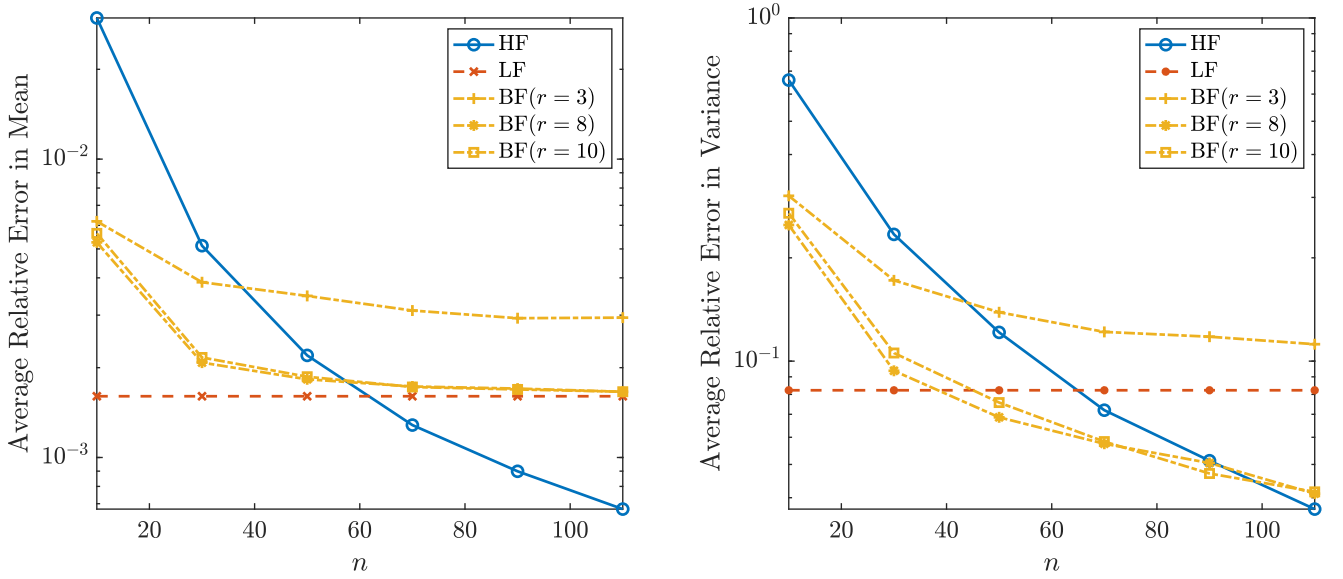 Average Relative Error in Mean
10⁻²
10⁻³
20
40
60
80
100
n
HF
LF
BF(r = 3)
BF(r = 8)
BF(r = 10)
Average Relative Error in Variance
10⁰
10⁻¹
20
40
60
80
100
n
HF
LF
BF(r = 3)
BF(r = 8)
BF(r = 10)